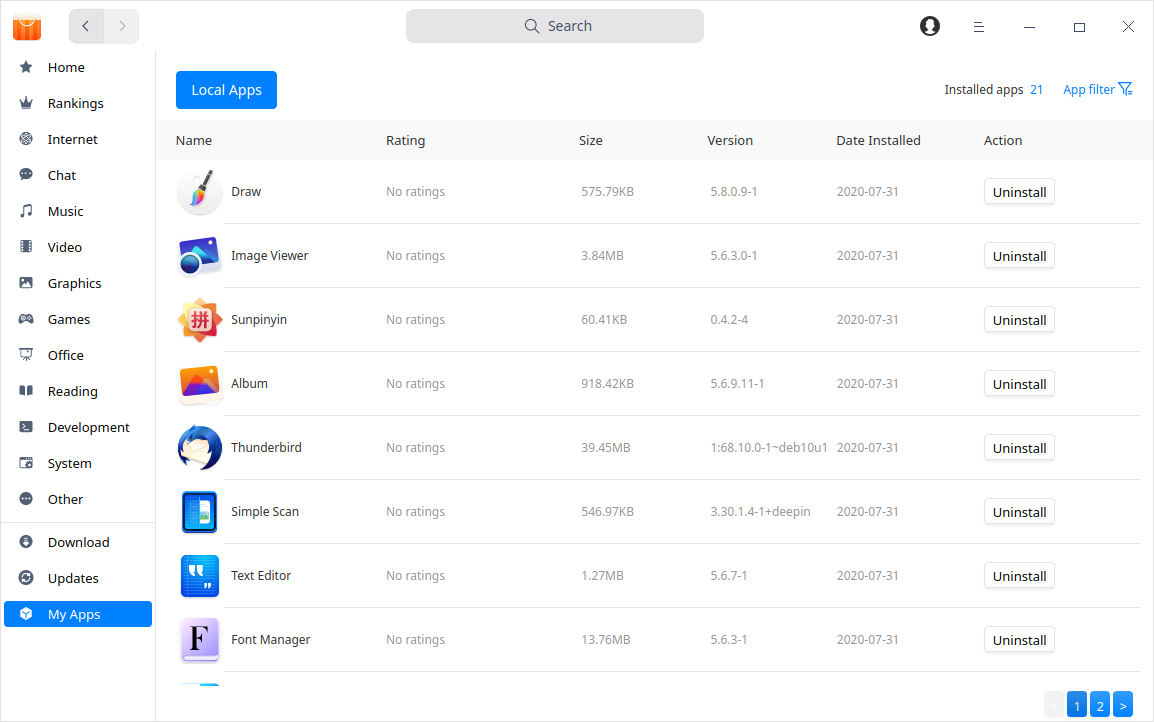 Search
Home
Rankings
Internet
Chat
Music
Video
Graphics
Games
Office
Reading
Development
System
Other
Download
Updates
My Apps
Local Apps
Installed apps 21 App filter
Name Rating Size Version Date Installed Action
Draw No ratings 575.79KB 5.8.0.9-1 2020-07-31 Uninstall
Image Viewer No ratings 3.84MB 5.6.3.0-1 2020-07-31 Uninstall
拼
Sunpinyin No ratings 60.41KB 0.4.2-4 2020-07-31 Uninstall
Album No ratings 918.42KB 5.6.9.11-1 2020-07-31 Uninstall
Thunderbird No ratings 39.45MB 1:68.10.0-1~deb10u1 2020-07-31 Uninstall
Simple Scan No ratings 546.97KB 3.30.1.4-1+deepin 2020-07-31 Uninstall
Text Editor No ratings 1.27MB 5.6.7-1 2020-07-31 Uninstall
F
Font Manager No ratings 13.76MB 5.6.3-1 2020-07-31 Uninstall
< 1 2 >